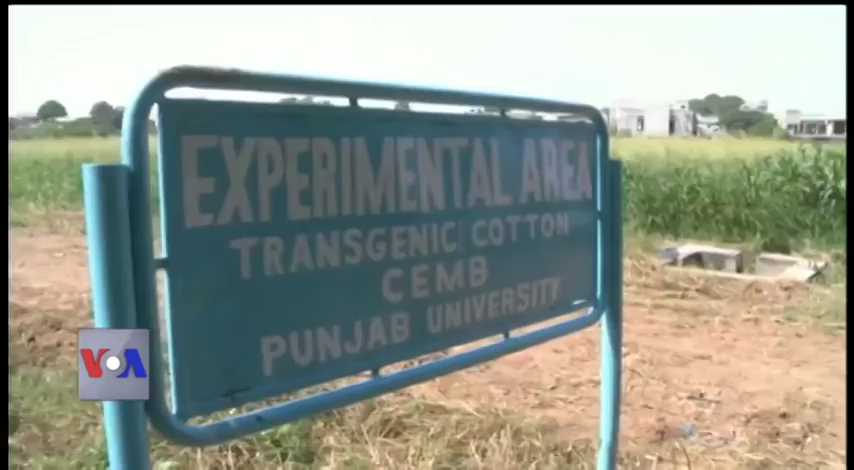 EXPERIMENTAL AREA
TRANSGENIC COTTON
CEMB
PUNJAB UNIVERSITY
VOA